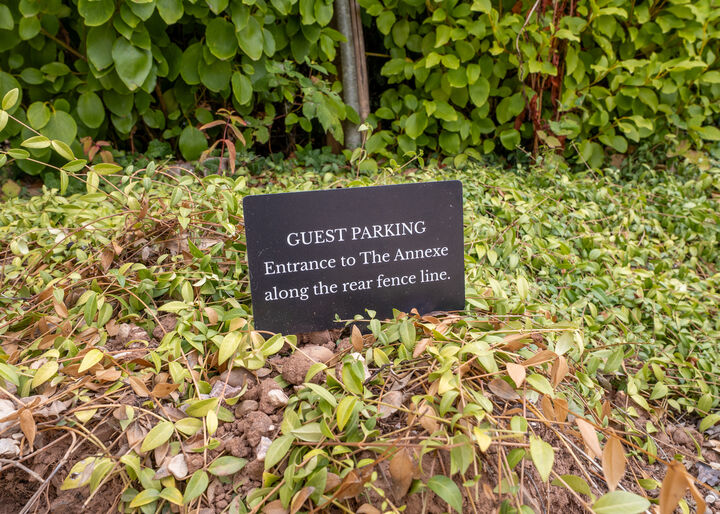 GUEST PARKING
Entrance to The Annexe
along the rear fence line.